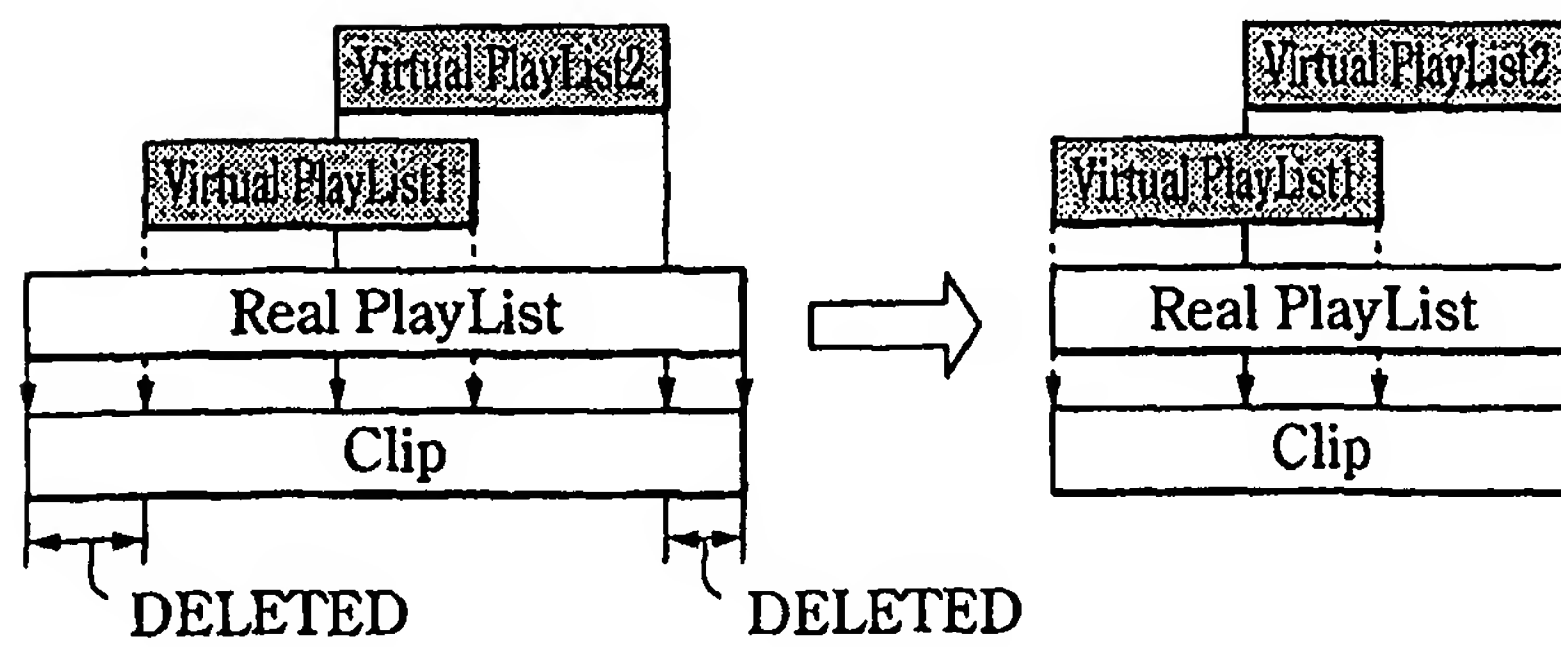 Virtual PlayList2
Virtual PlayList1
Real PlayList
Clip
DELETED
DELETED
Virtual PlayList2
Virtual PlayList1
Real PlayList
Clip